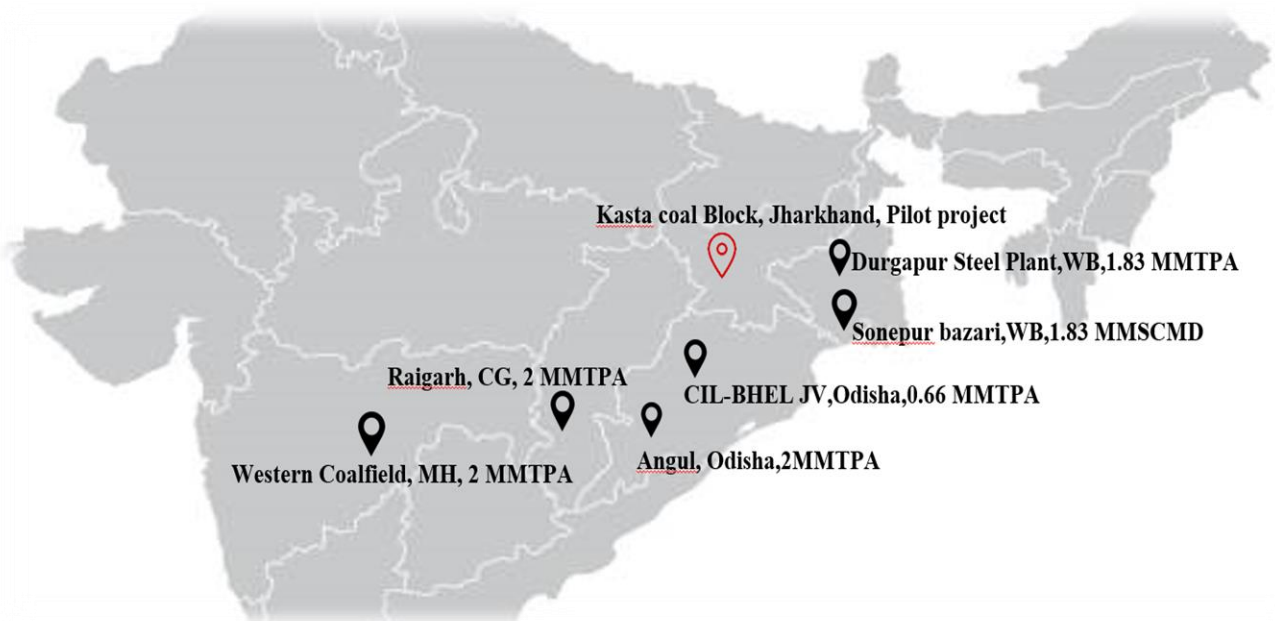 Kasta coal Block, Jharkhand, Pilot project
Durgapur Steel Plant,WB,1.83 MMTPA
Sonepur bazari,WB,1.83 MMSCMD
Raigarh, CG, 2 MMTPA
CIL-BHEL JV,Odisha,0.66 MMTPA
Western Coalfield, MH, 2 MMTPA
Angul, Odisha,2MMTPA